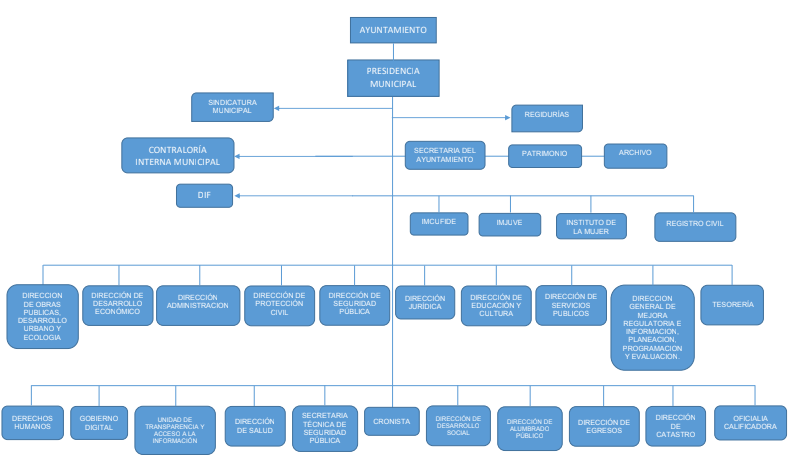 AYUNTAMIENTO
PRESIDENCIA
MUNICIPAL
SINDICATURA
MUNICIPAL
REGIDURÍAS
CONTRALORÍA
INTERNA MUNICIPAL
SECRETARIA DEL
AYUNTAMIENTO
PATRIMONIO
ARCHIVO
DIF
IMCUFIDE
IMJUVE
INSTITUTO DE
LA MUJER
REGISTRO CIVIL
DIRECCION
DE OBRAS
PUBLICAS,
DESARROLLO
URBANO Y
ECOLOGIA
DIRECCIÓN DE
DESARROLLO
ECONÓMICO
DIRECCIÓN
ADMINISTRACION
DIRECCIÓN DE
PROTECCIÓN
CIVIL
DIRECCIÓN DE
SEGURIDAD
PÚBLICA
DIRECCIÓN
JURÍDICA
DIRECCIÓN DE
EDUCACIÓN Y
CULTURA
DIRECCIÓN DE
SERVICIOS
PUBLICOS
DIRECCION
GENERAL DE
MEJORA
REGULATORIA E
INFORMACION,
PLANEACION,
PROGRAMACION
Y EVALUACION.
TESORERÍA
DERECHOS
HUMANOS
GOBIERNO
DIGITAL
UNIDAD DE
TRANSPARENCIA Y
ACCESO A LA
INFORMACIÓN
DIRECCIÓN
DE SALUD
SECRETARIA
TÉCNICA DE
SEGURIDAD
PÚBLICA
CRONISTA
DIRECCIÓN DE
DESARROLLO
SOCIAL
DIRECCIÓN DE
ALUMBRADO
PÚBLICO
DIRECCIÓN DE
EGRESOS
DIRECCIÓN
DE
CATASTRO
OFICIALIA
CALIFICADORA